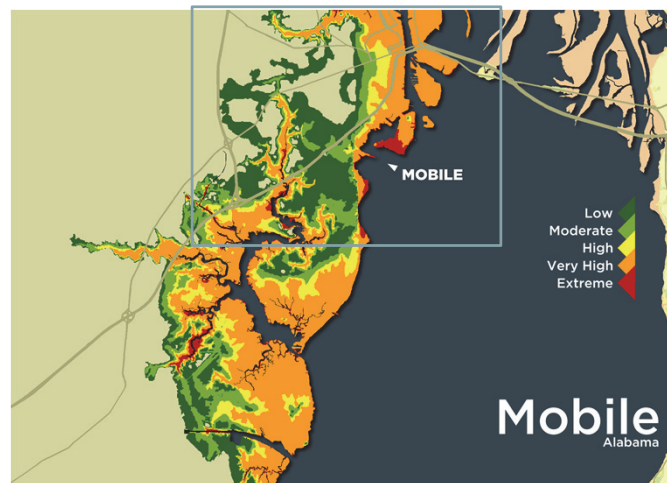 MOBILE
Low
Moderate
High
Very High
Extreme
Mobile
Alabama